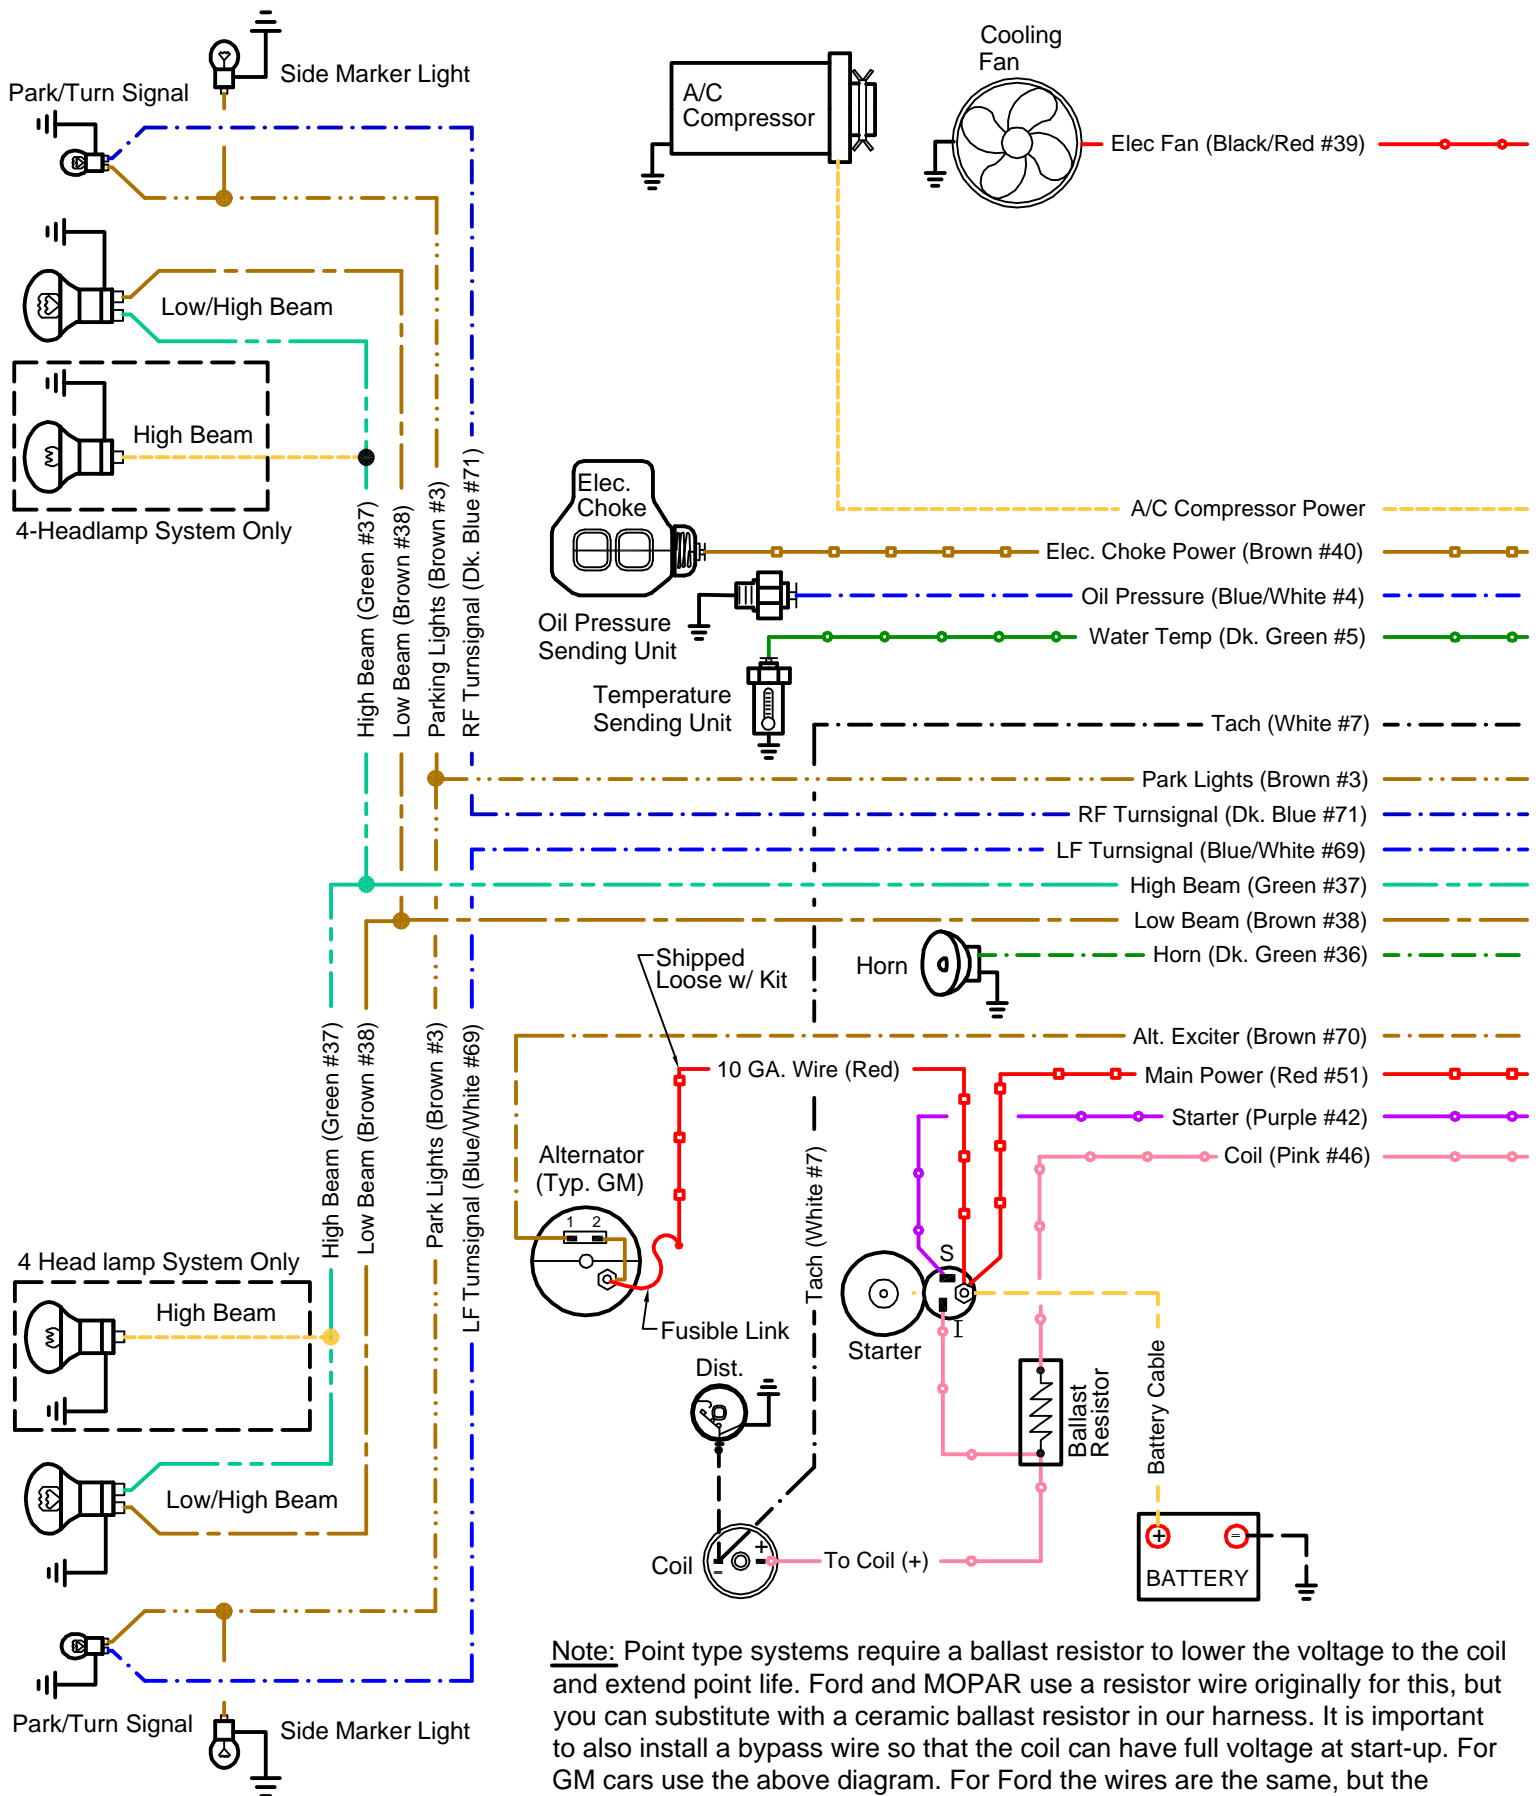 Side Marker Light
Park/Turn Signal
Low/High Beam
High Beam
4-Headlamp System Only
High Beam (Green #37)
Low Beam (Brown #38)
Parking Lights (Brown #3)
RF Turnsignal (Dk. Blue #71)
A/C
Compressor
Cooling
Fan
Elec Fan (Black/Red #39)
Elec.
Choke
A/C Compressor Power
Elec. Choke Power (Brown #40)
Oil Pressure (Blue/White #4)
Oil Pressure
Sending Unit
Water Temp (Dk. Green #5)
Temperature
Sending Unit
Tach (White #7)
Park Lights (Brown #3)
RF Turnsignal (Dk. Blue #71)
LF Turnsignal (Blue/White #69)
High Beam (Green #37)
Low Beam (Brown #38)
Horn
Horn (Dk. Green #36)
Shipped
Loose w/ Kit
Alt. Exciter (Brown #70)
10 GA. Wire (Red)
Main Power (Red #51)
Starter (Purple #42)
Coil (Pink #46)
High Beam (Green #37)
Low Beam (Brown #38)
Park Lights (Brown #3)
LF Turnsignal (Blue/White #69)
Alternator
(Typ. GM)
1 2
Tach (White #7)
S
I
Starter
Fusible Link
Dist.
Ballast
Resistor
Battery Cable
4 Head lamp System Only
High Beam
Low/High Beam
Coil
- +
To Coil (+)
+ =
BATTERY
Park/Turn Signal
Side Marker Light
Note: Point type systems require a ballast resistor to lower the voltage to the coil
and extend point life. Ford and MOPAR use a resistor wire originally for this, but
you can substitute with a ceramic ballast resistor in our harness. It is important
to also install a bypass wire so that the coil can have full voltage at start-up. For
GM cars use the above diagram. For Ford the wires are the same, but the